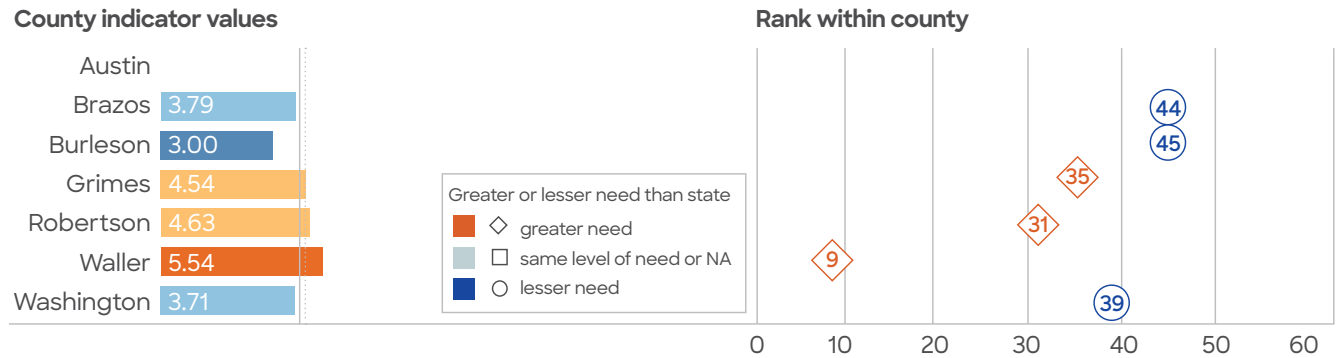 County indicator values
Austin
Brazos 3.79
Burleson 3.00
Grimes 4.54
Robertson 4.63
Waller 5.54
Washington 3.71
Greater or lesser need than state
greater need
same level of need or NA
lesser need
Rank within county
44
45
35
31
9
39
0 10 20 30 40 50 60